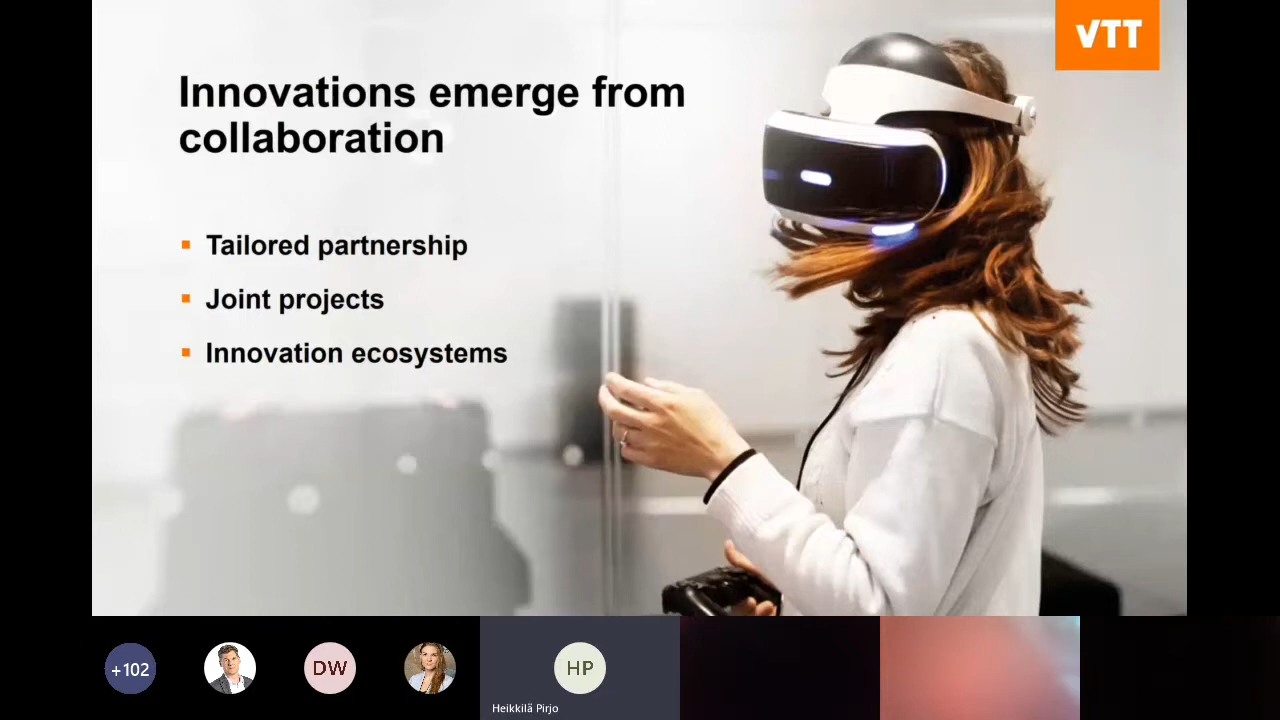 VTT
Innovations emerge from
collaboration
Tailored partnership
Joint projects
Innovation ecosystems
+102
DW
HP
Heikkilä Pirjo